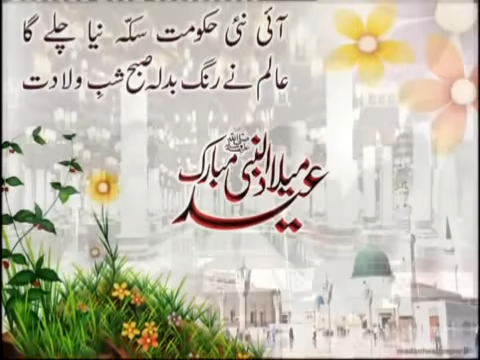 آئی نئی حکومت سکہ نیا چلے گا
عالم نے رنگ بدلہ صبح شبِ ولادت
عید میلاد النبی ﷺ مبارک